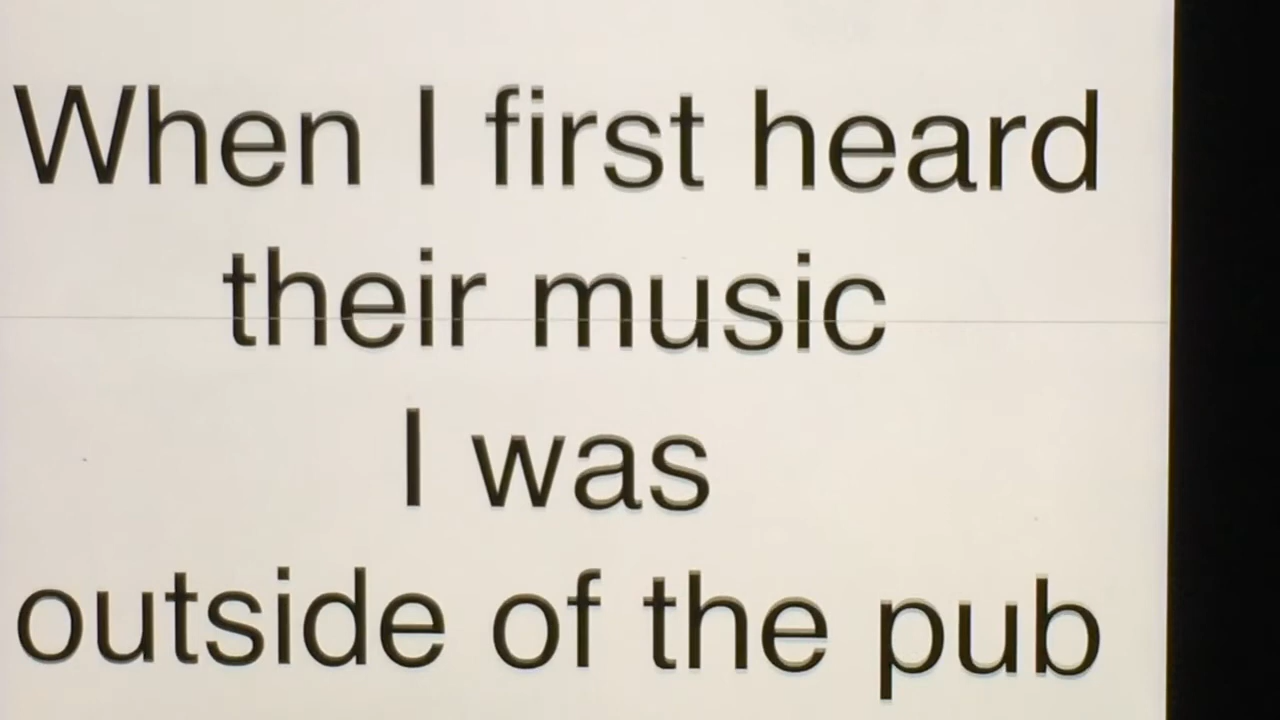 When I first heard
their music
I was
outside of the pub